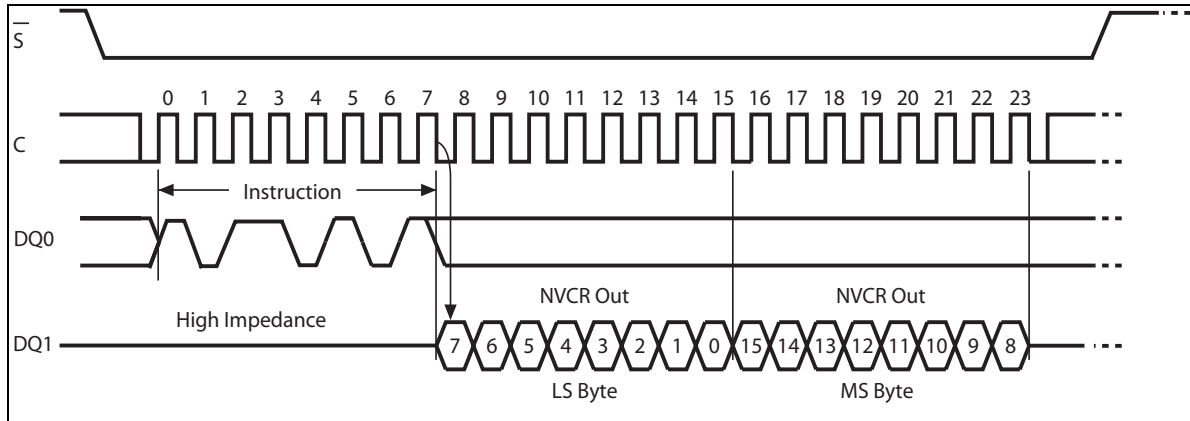 S
0 1 2 3 4 5 6 7 8 9 10 11 12 13 14 15 16 17 18 19 20 21 22 23
C
Instruction
DQ0
NVCR Out NVCR Out
High Impedance
DQ1 7 6 5 4 3 2 1 0 15 14 13 12 11 10 9 8
LS Byte MS Byte